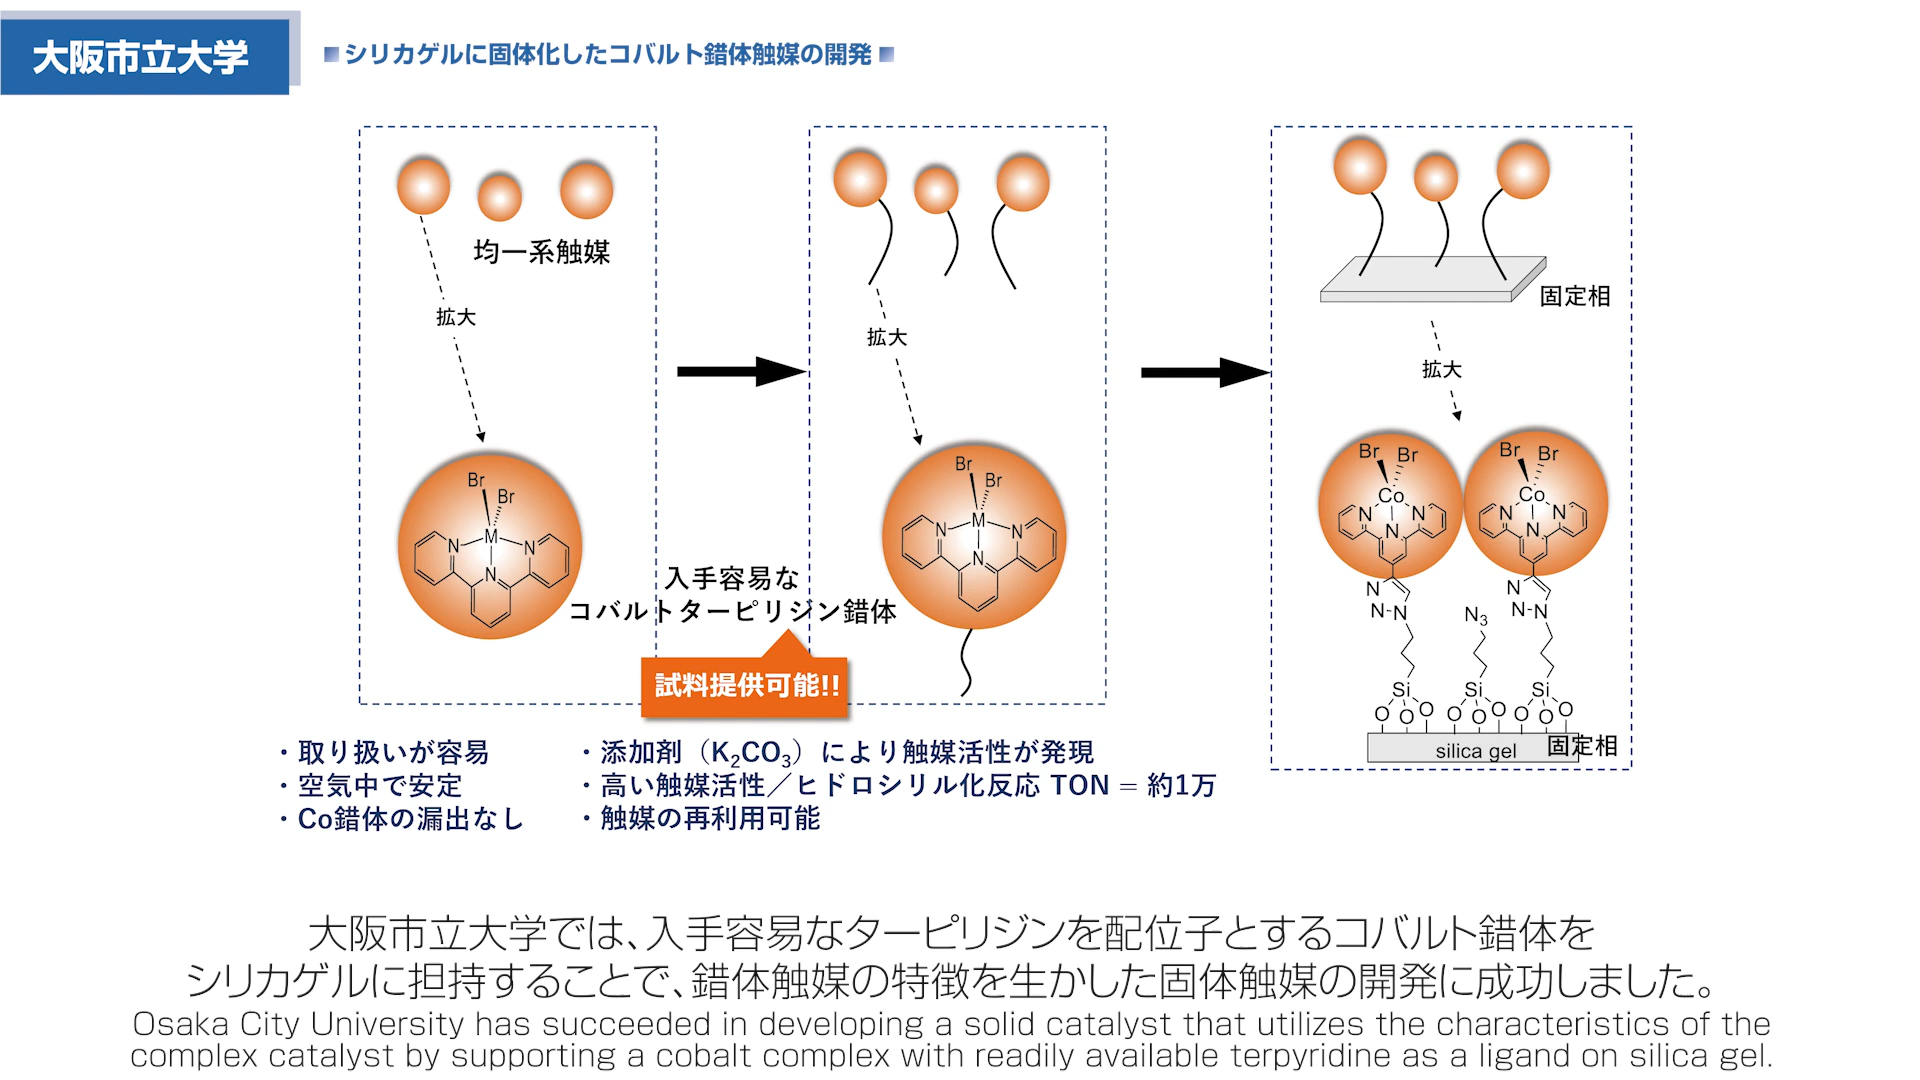 大阪市立大学
シリカゲルに固体化したコバルト錯体触媒の開発
均一系触媒
拡大
Br
Br
M
N
N
N
拡大
Br
Br
M
N
N
N
入手容易な
コバルトターピリジン錯体
試料提供可能!!
固定相
拡大
Br Br
Co
N N
N
N
N-N
Br Br
Co
N N
N
N
N-N
N₃
Si Si Si
O O O O O O O O O
silica gel
固定相
・取り扱いが容易
・空気中で安定
・Co錯体の漏出なし
・添加剤（K₂CO₃）により触媒活性が発現
・高い触媒活性／ヒドロシリル化反応 TON = 約1万
・触媒の再利用可能
大阪市立大学では、入手容易なターピリジンを配位子とするコバルト錯体を
シリカゲルに担持することで、錯体触媒の特徴を生かした固体触媒の開発に成功しました。
Osaka City University has succeeded in developing a solid catalyst that utilizes the characteristics of the
complex catalyst by supporting a cobalt complex with readily available terpyridine as a ligand on silica gel.